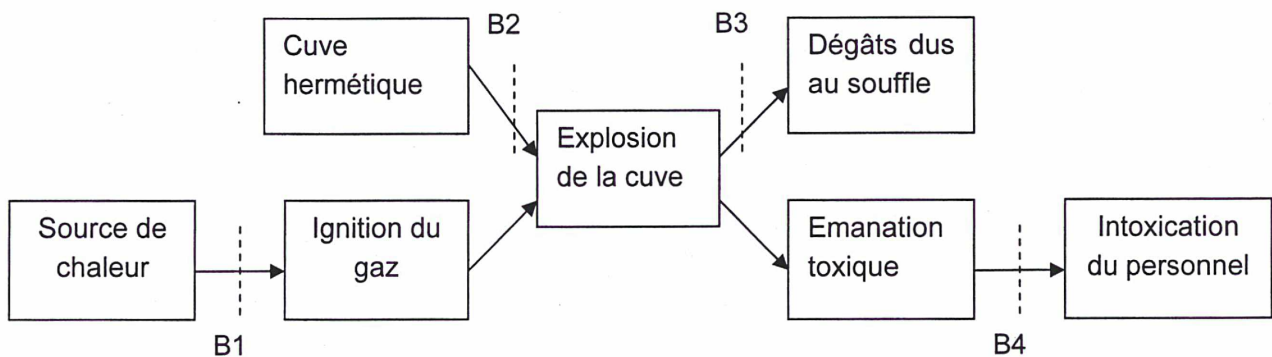 B2
B3
Cuve
hermétique
Dégâts dus
au souffle
Explosion
de la cuve
Source de
chaleur
Ignition du
gaz
Emanation
toxique
Intoxication
du personnel
B1
B4